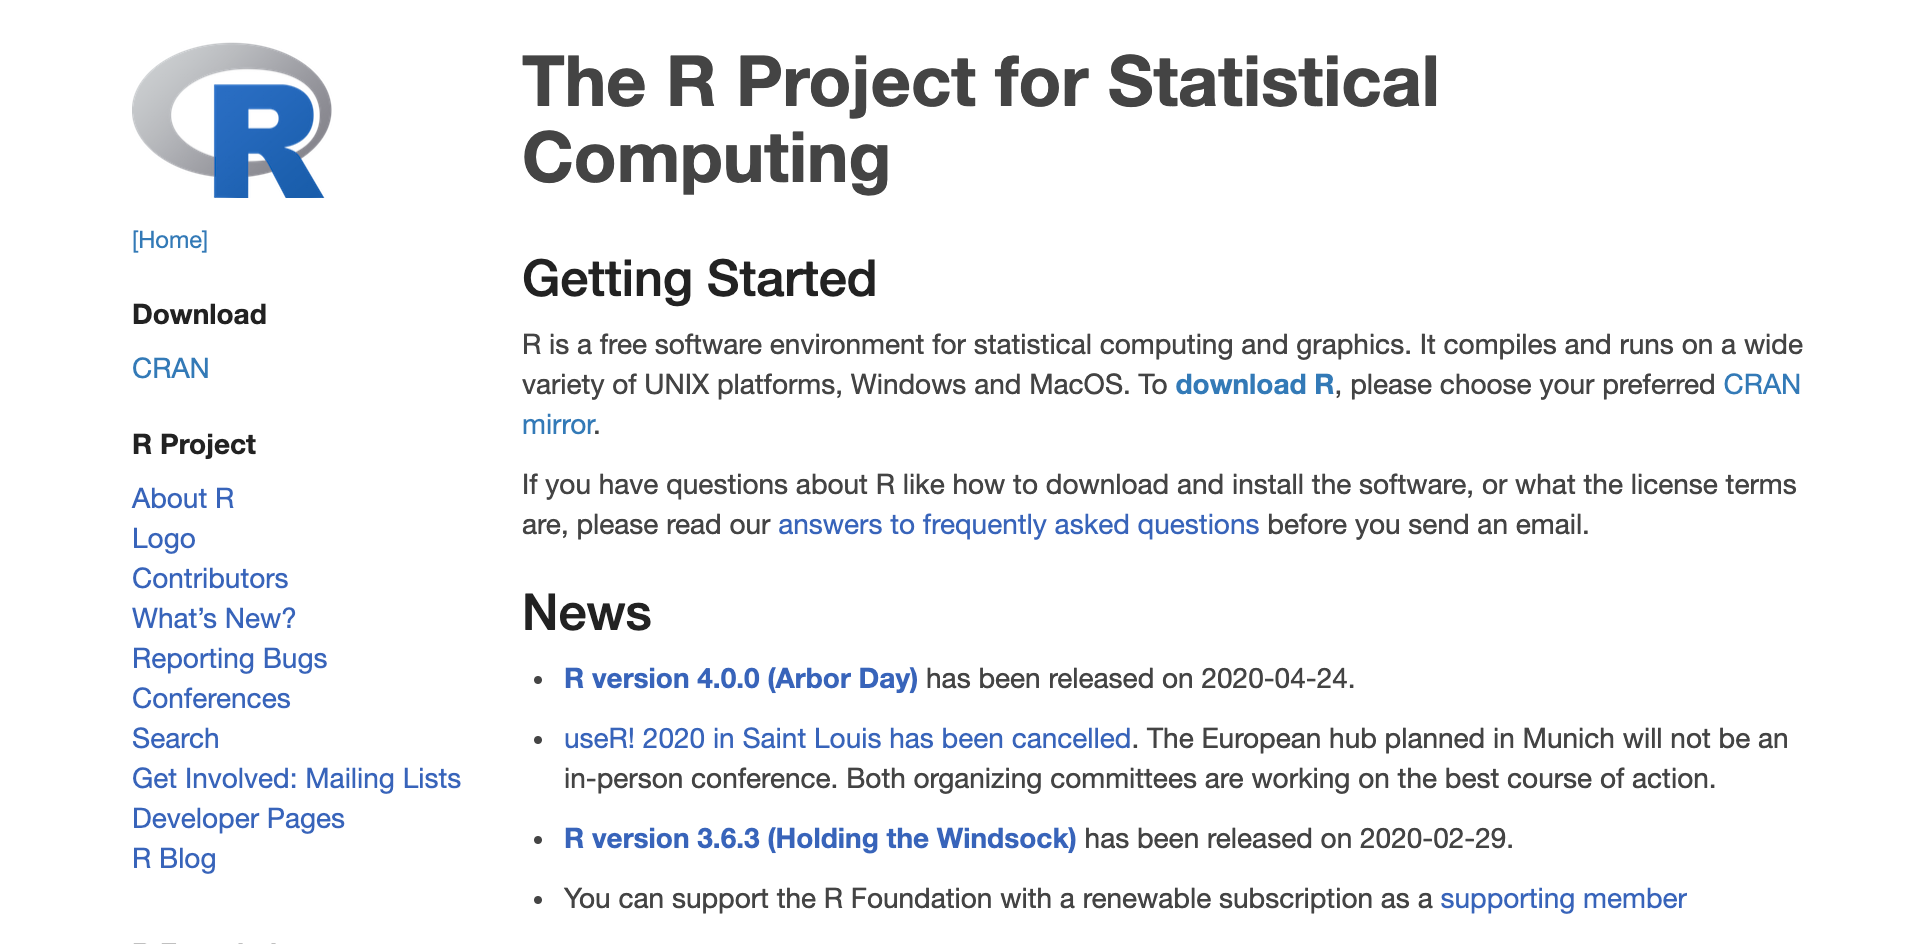 R
[Home]
Download
CRAN
R Project
About R
Logo
Contributors
What’s New?
Reporting Bugs
Conferences
Search
Get Involved: Mailing Lists
Developer Pages
R Blog
The R Project for Statistical
Computing
Getting Started
R is a free software environment for statistical computing and graphics. It compiles and runs on a wide
variety of UNIX platforms, Windows and MacOS. To download R, please choose your preferred CRAN
mirror.
If you have questions about R like how to download and install the software, or what the license terms
are, please read our answers to frequently asked questions before you send an email.
News
• R version 4.0.0 (Arbor Day) has been released on 2020-04-24.
• useR! 2020 in Saint Louis has been cancelled. The European hub planned in Munich will not be an
in-person conference. Both organizing committees are working on the best course of action.
• R version 3.6.3 (Holding the Windsock) has been released on 2020-02-29.
• You can support the R Foundation with a renewable subscription as a supporting member